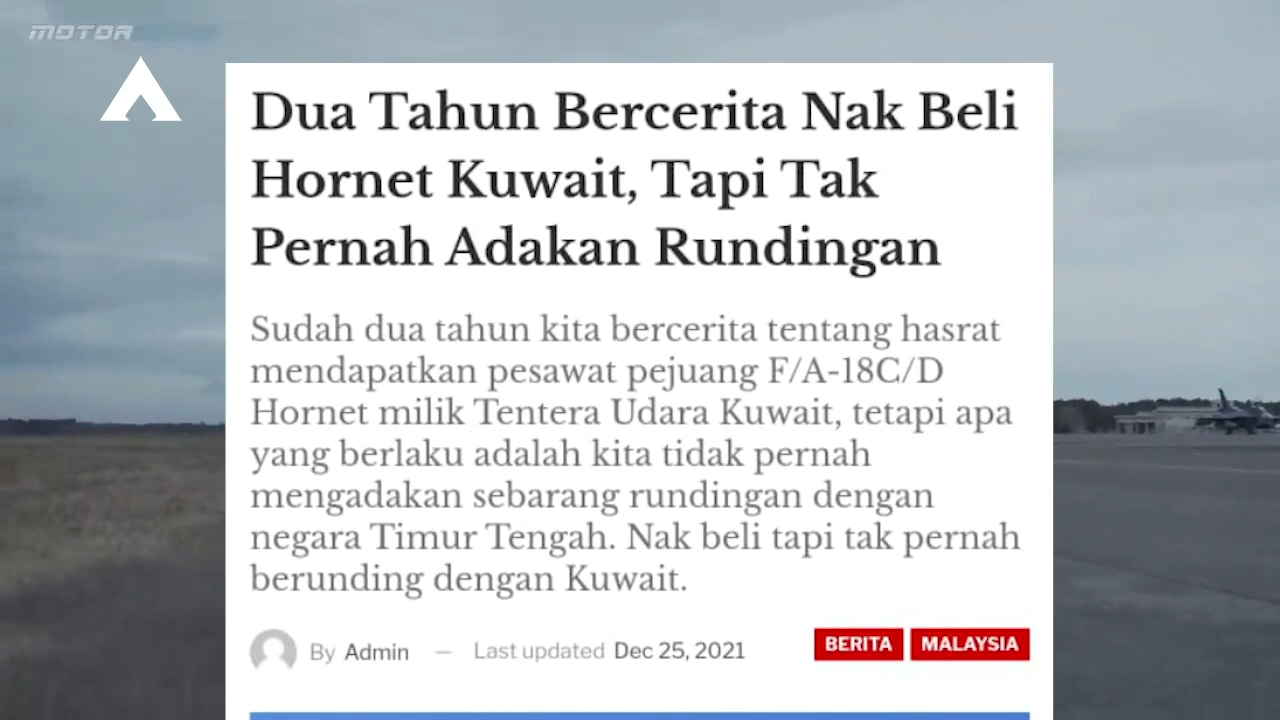 MOTOR
Dua Tahun Bercerita Nak Beli
Hornet Kuwait, Tapi Tak
Pernah Adakan Rundingan
Sudah dua tahun kita bercerita tentang hasrat
mendapatkan pesawat pejuang F/A-18C/D
Hornet milik Tentera Udara Kuwait, tetapi apa
yang berlaku adalah kita tidak pernah
mengadakan sebarang rundingan dengan
negara Timur Tengah. Nak beli tapi tak pernah
berunding dengan Kuwait.
By Admin — Last updated Dec 25, 2021 BERITA MALAYSIA